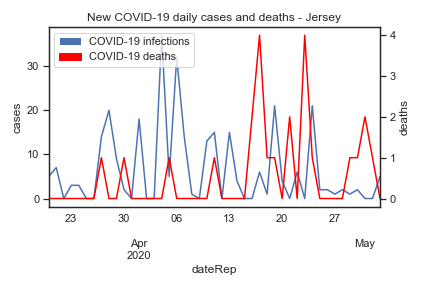 New COVID-19 daily cases and deaths - Jersey
COVID-19 infections
COVID-19 deaths
cases
30
20
10
0
deaths
4
3
2
1
0
23 30 06 13 20 27
Apr May
2020
dateRep